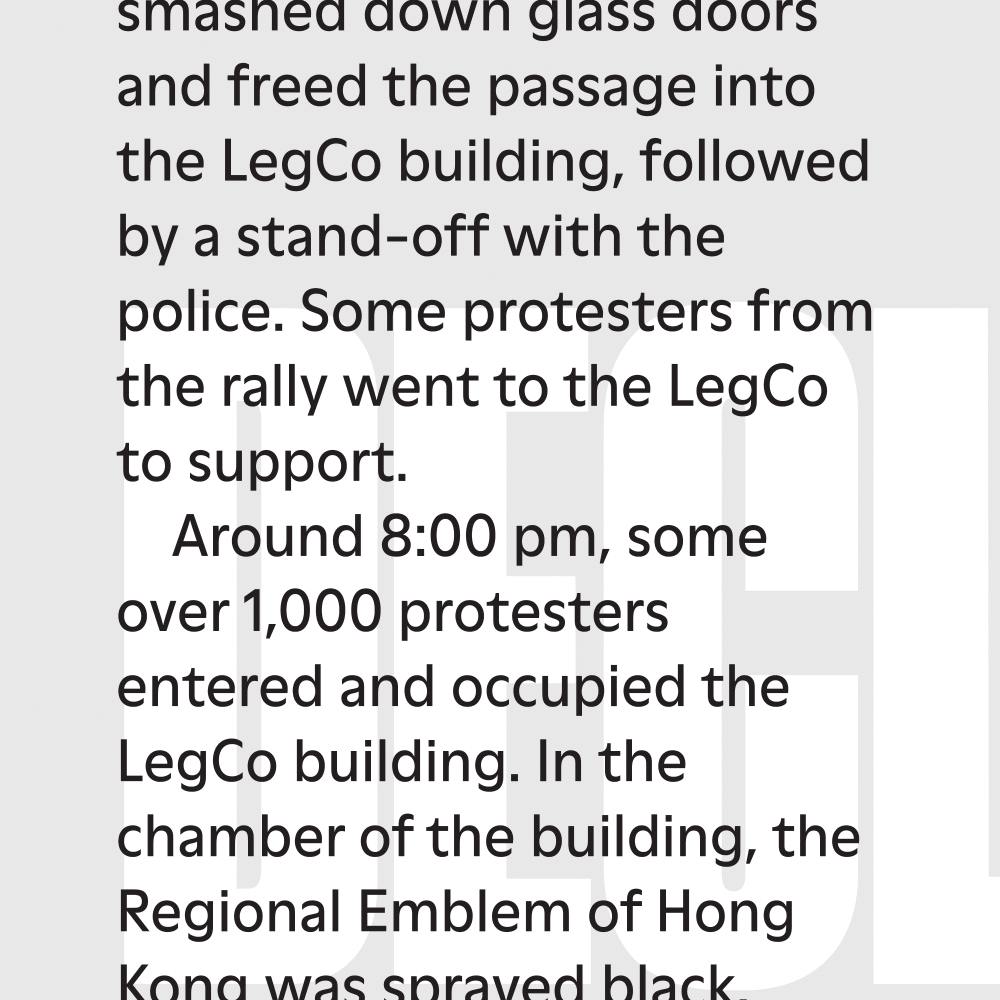 smashed down glass doors
and freed the passage into
the LegCo building, followed
by a stand-off with the
police. Some protesters from
the rally went to the LegCo
to support.
Around 8:00 pm, some
over 1,000 protesters
entered and occupied the
LegCo building. In the
chamber of the building, the
Regional Emblem of Hong
Kong was sprayed black.
DECL